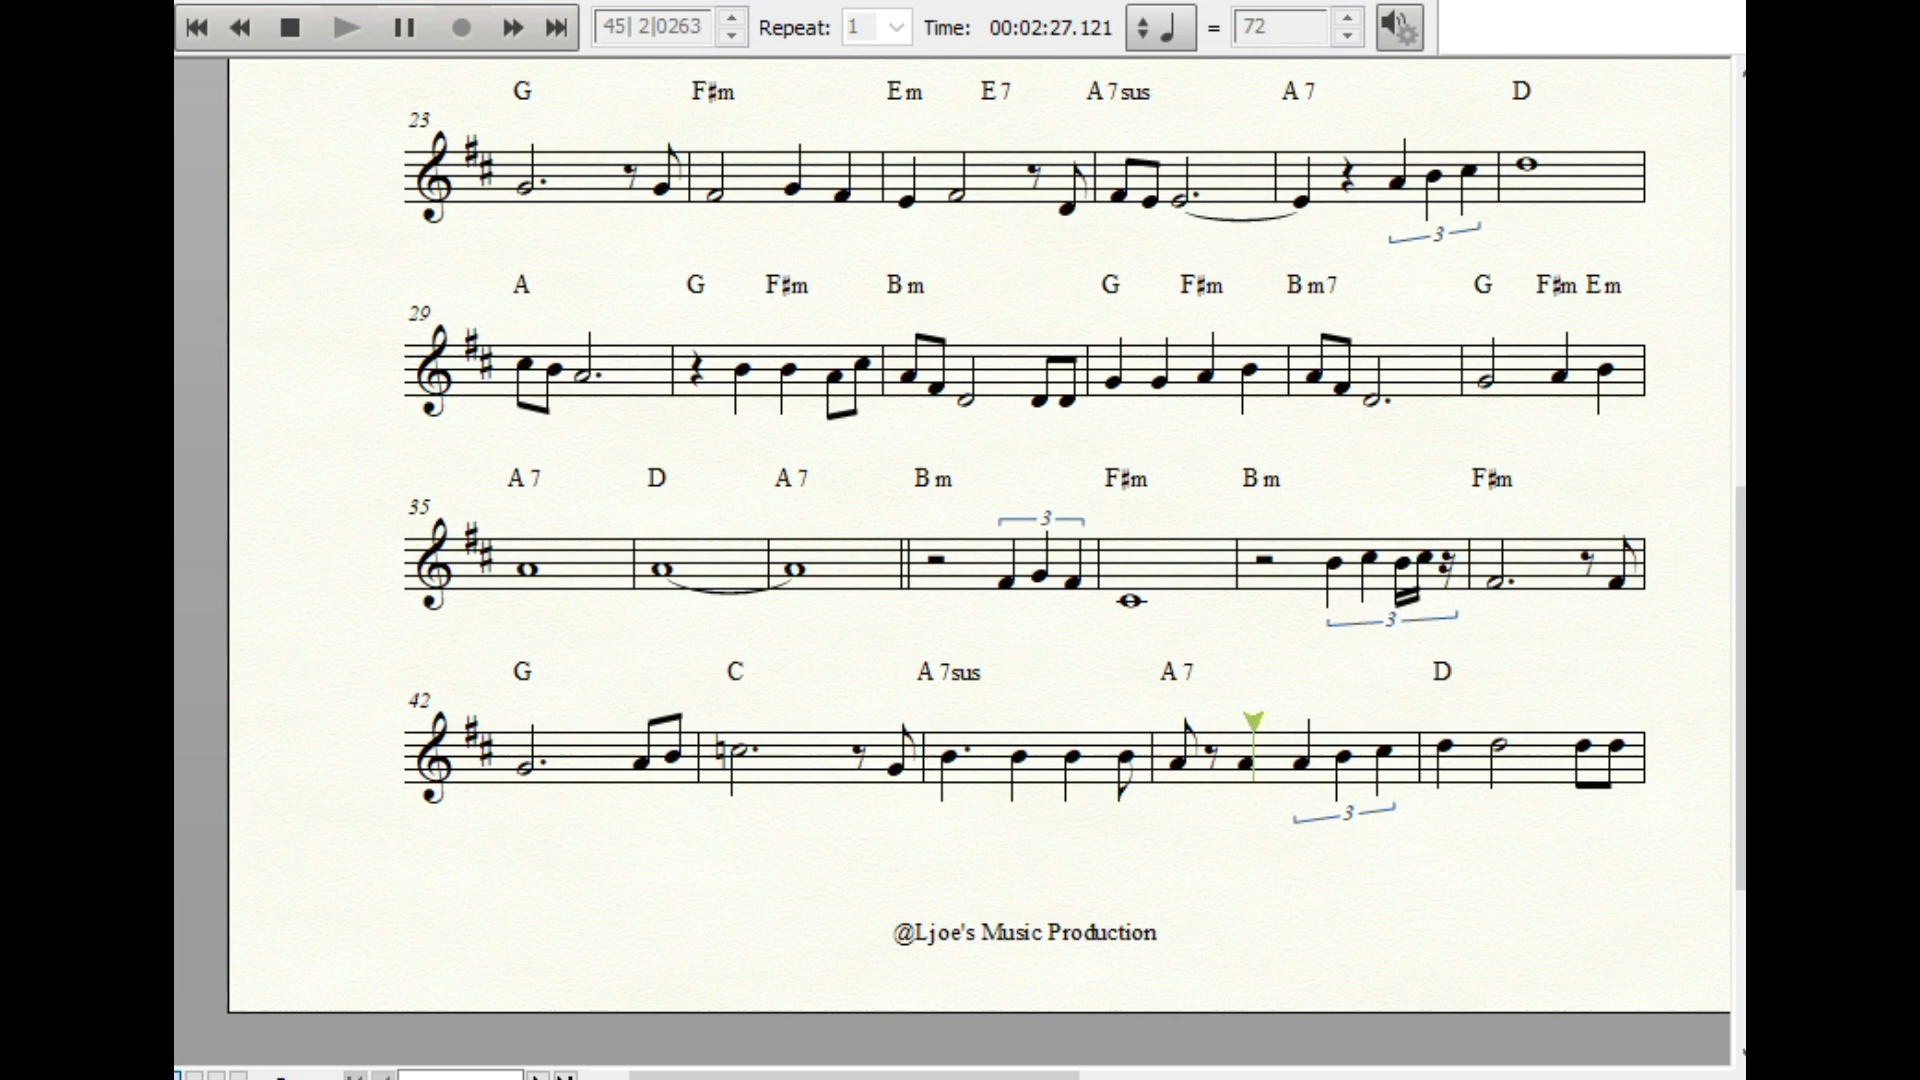 45| 2|0263 Repeat: 1 Time: 00:02:27.121 = 72
G F♯m Em E7 A7sus A7 D
23
3
A G F♯m Bm G F♯m Bm7 G F♯m Em
29
A7 D A7 Bm F♯m Bm F♯m
35
3
3
G C A7sus A7 D
42
3
@Ljoe's Music Production